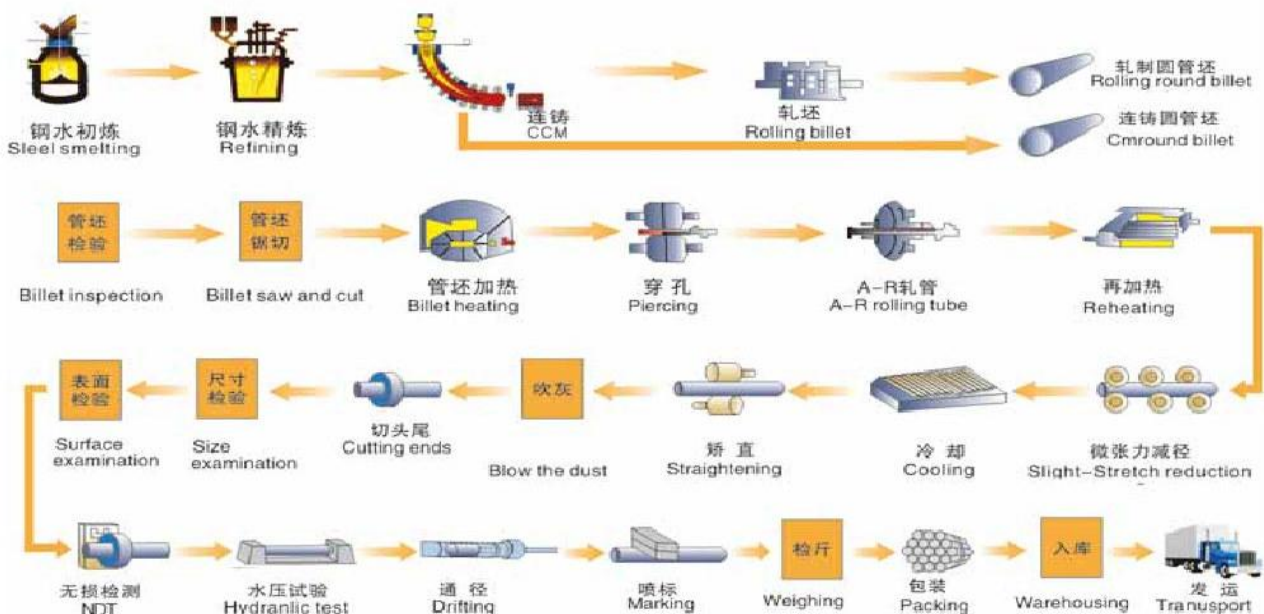 钢水初炼
Sleel smelting
钢水精炼
Refining
连铸
CCM
轧坯
Rolling billet
轧制圆管坯
Rolling round billet
连铸圆管坯
Cmround billet
管坯
检验
Billet inspection
管坯
锯切
Billet saw and cut
管坯加热
Billet heating
穿孔
Piercing
A-R轧管
A-R rolling tube
再加热
Reheating
表面
检验
Surface
examination
尺寸
检验
Size
examination
切头尾
Cutting ends
吹灰
Blow the dust
矫直
Straightening
冷却
Cooling
微张力减径
Slight-Stretch reduction
无损检测
NDT
水压试验
Hydranlic test
通径
Drifting
喷标
Marking
检斤
Weighing
包装
Packing
入库
Warehousing
发运
Tranusport